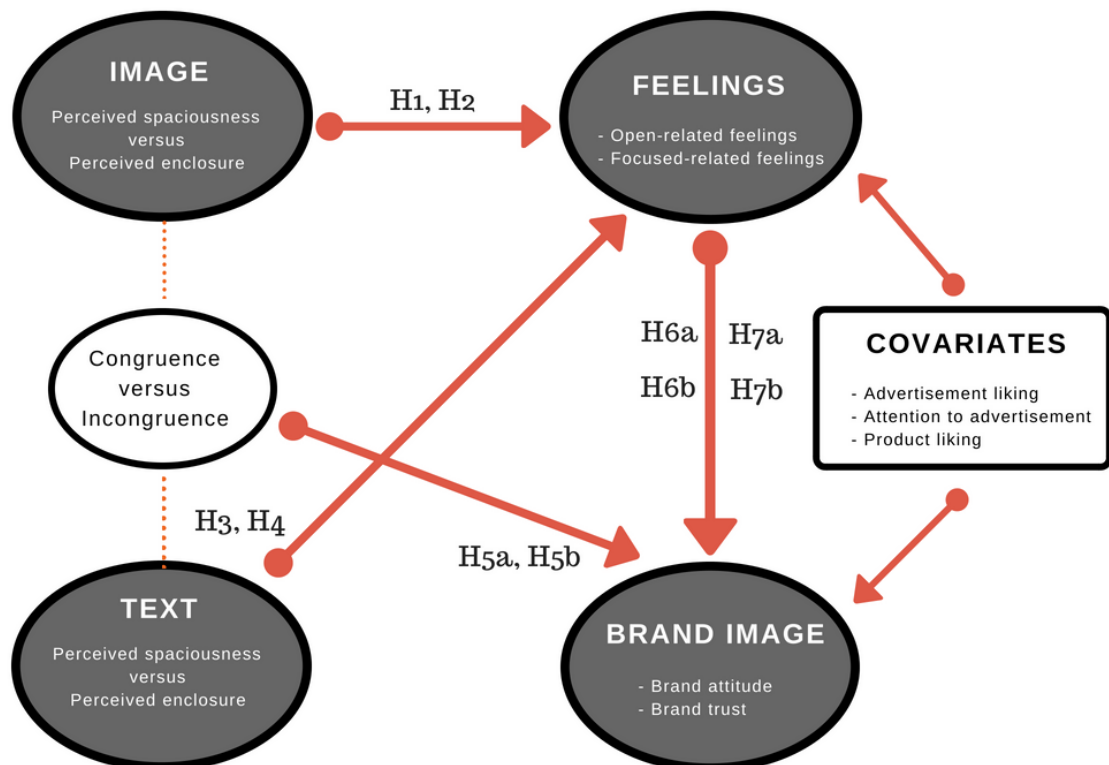 IMAGE
Perceived spaciousness
versus
Perceived enclosure
H1, H2
FEELINGS
- Open-related feelings
- Focused-related feelings
Congruence
versus
Incongruence
H6a
H7a
H6b
H7b
COVARIATES
- Advertisement liking
- Attention to advertisement
- Product liking
H3, H4
H5a, H5b
TEXT
Perceived spaciousness
versus
Perceived enclosure
BRAND IMAGE
- Brand attitude
- Brand trust